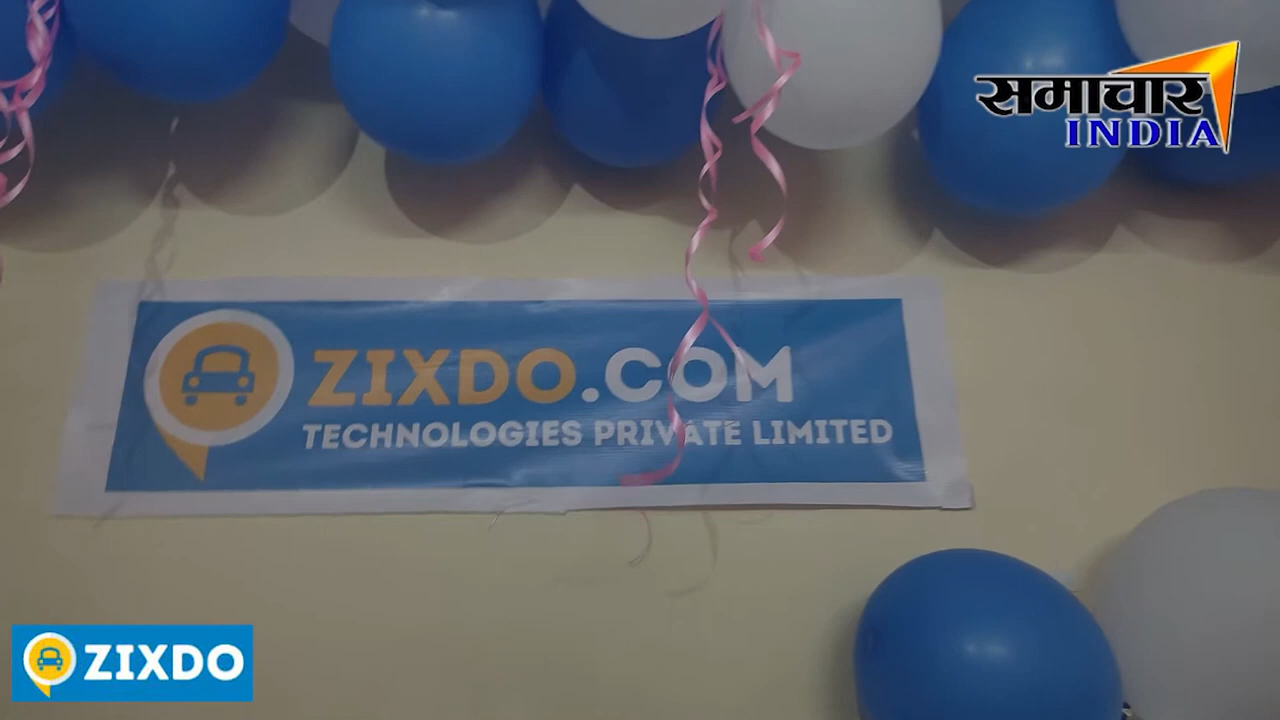 समाचार
INDIA
ZIXDO.COM
TECHNOLOGIES PRIVATE LIMITED
ZIXDO